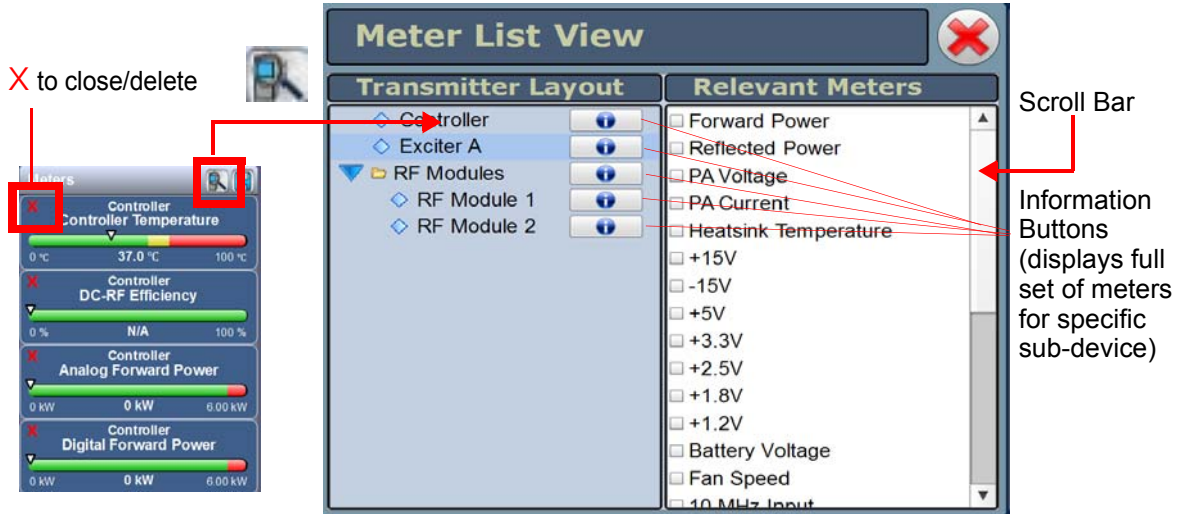 X to close/delete
Meters
X Controller
Controller Temperature
0 °C 37.0 °C 100 °C
X Controller
DC-RF Efficiency
0 % N/A 100 %
X Controller
Analog Forward Power
0 kW 0 kW 6.00 kW
X Controller
Digital Forward Power
0 kW 0 kW 6.00 kW
Meter List View
Transmitter Layout
Controller
Exciter A
RF Modules
RF Module 1
RF Module 2
Relevant Meters
Forward Power
Reflected Power
PA Voltage
PA Current
Heatsink Temperature
+15V
-15V
+5V
+3.3V
+2.5V
+1.8V
+1.2V
Battery Voltage
Fan Speed
10 MHz Input
Scroll Bar
Information
Buttons
(displays full
set of meters
for specific
sub-device)